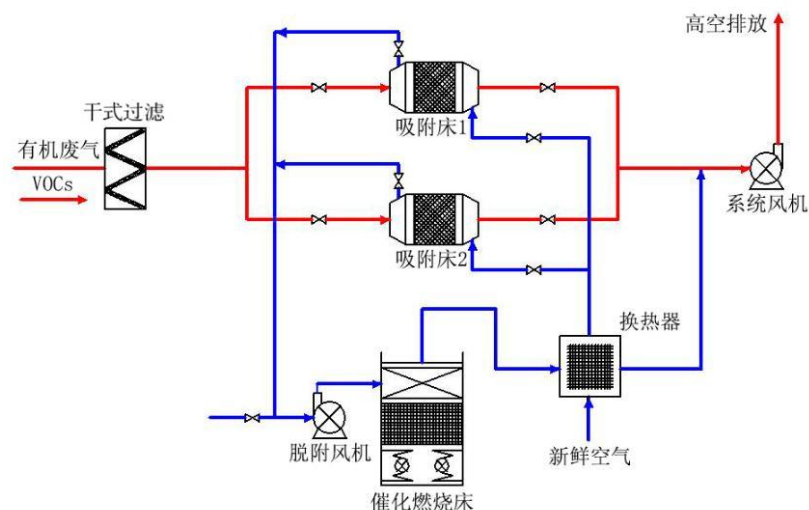 高空排放
干式过滤
有机废气
VOCs
吸附床1
系统风机
吸附床2
换热器
脱附风机
新鲜空气
催化燃烧床